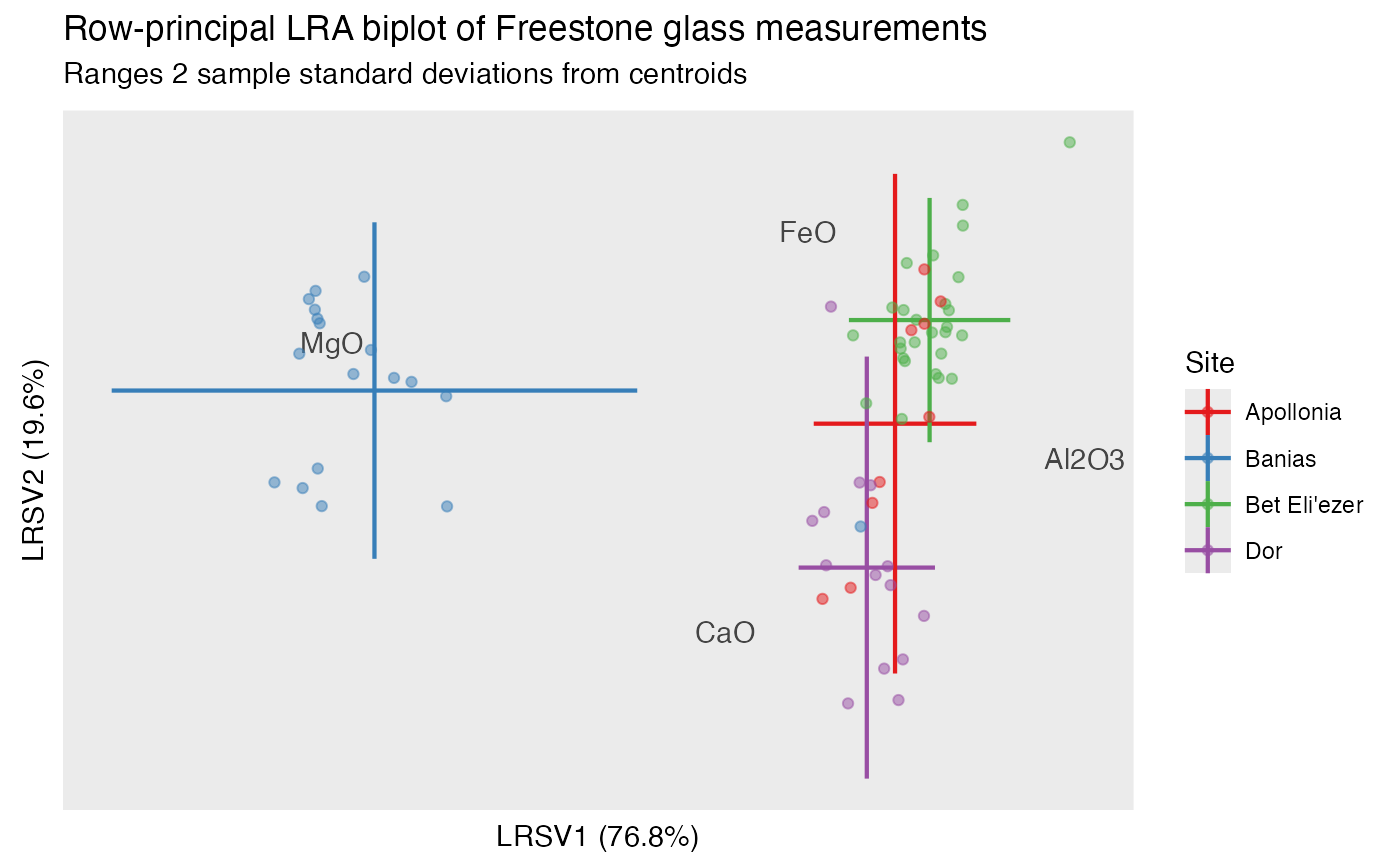 Row-principal LRA biplot of Freestone glass measurements
Ranges 2 sample standard deviations from centroids
FeO
MgO
Al2O3
CaO
LRSV2 (19.6%)
LRSV1 (76.8%)
Site
Apollonia
Banias
Bet Eli'ezer
Dor